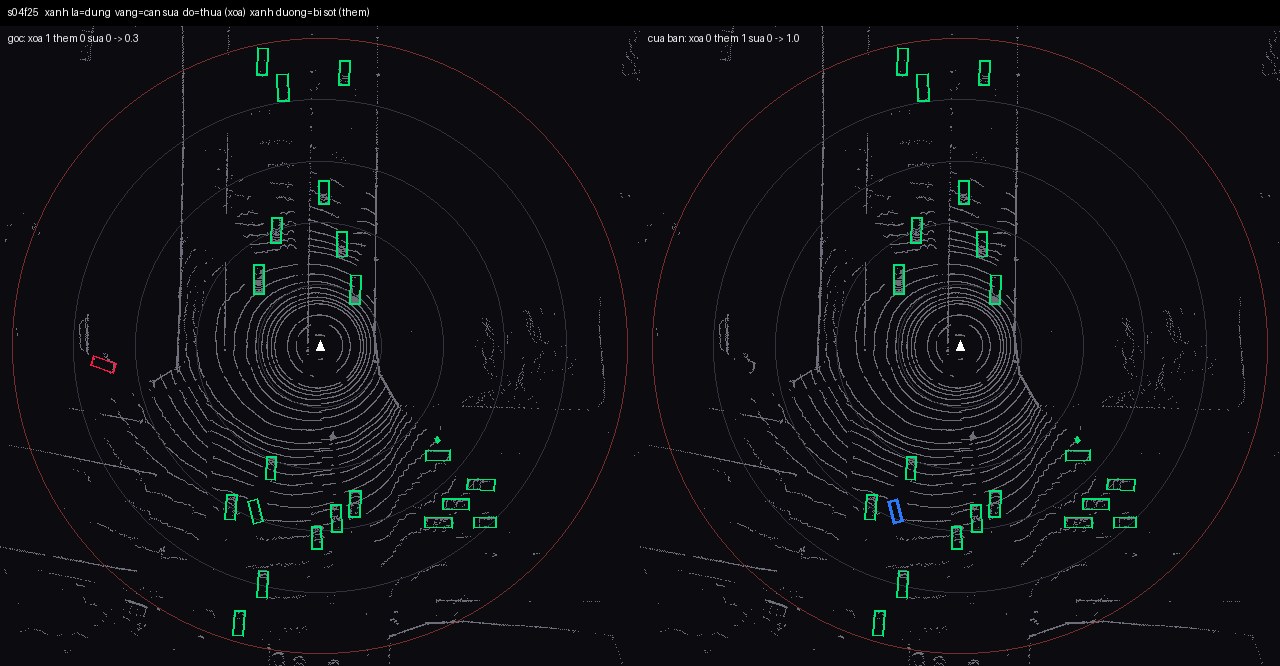 s04f25 xanh la=dung vang=can sua do=thua (xoa) xanh duong=bi sot (them)
goc: xoa 1 them 0 sua 0 -> 0.3
cua ban: xoa 0 them 1 sua 0 -> 1.0